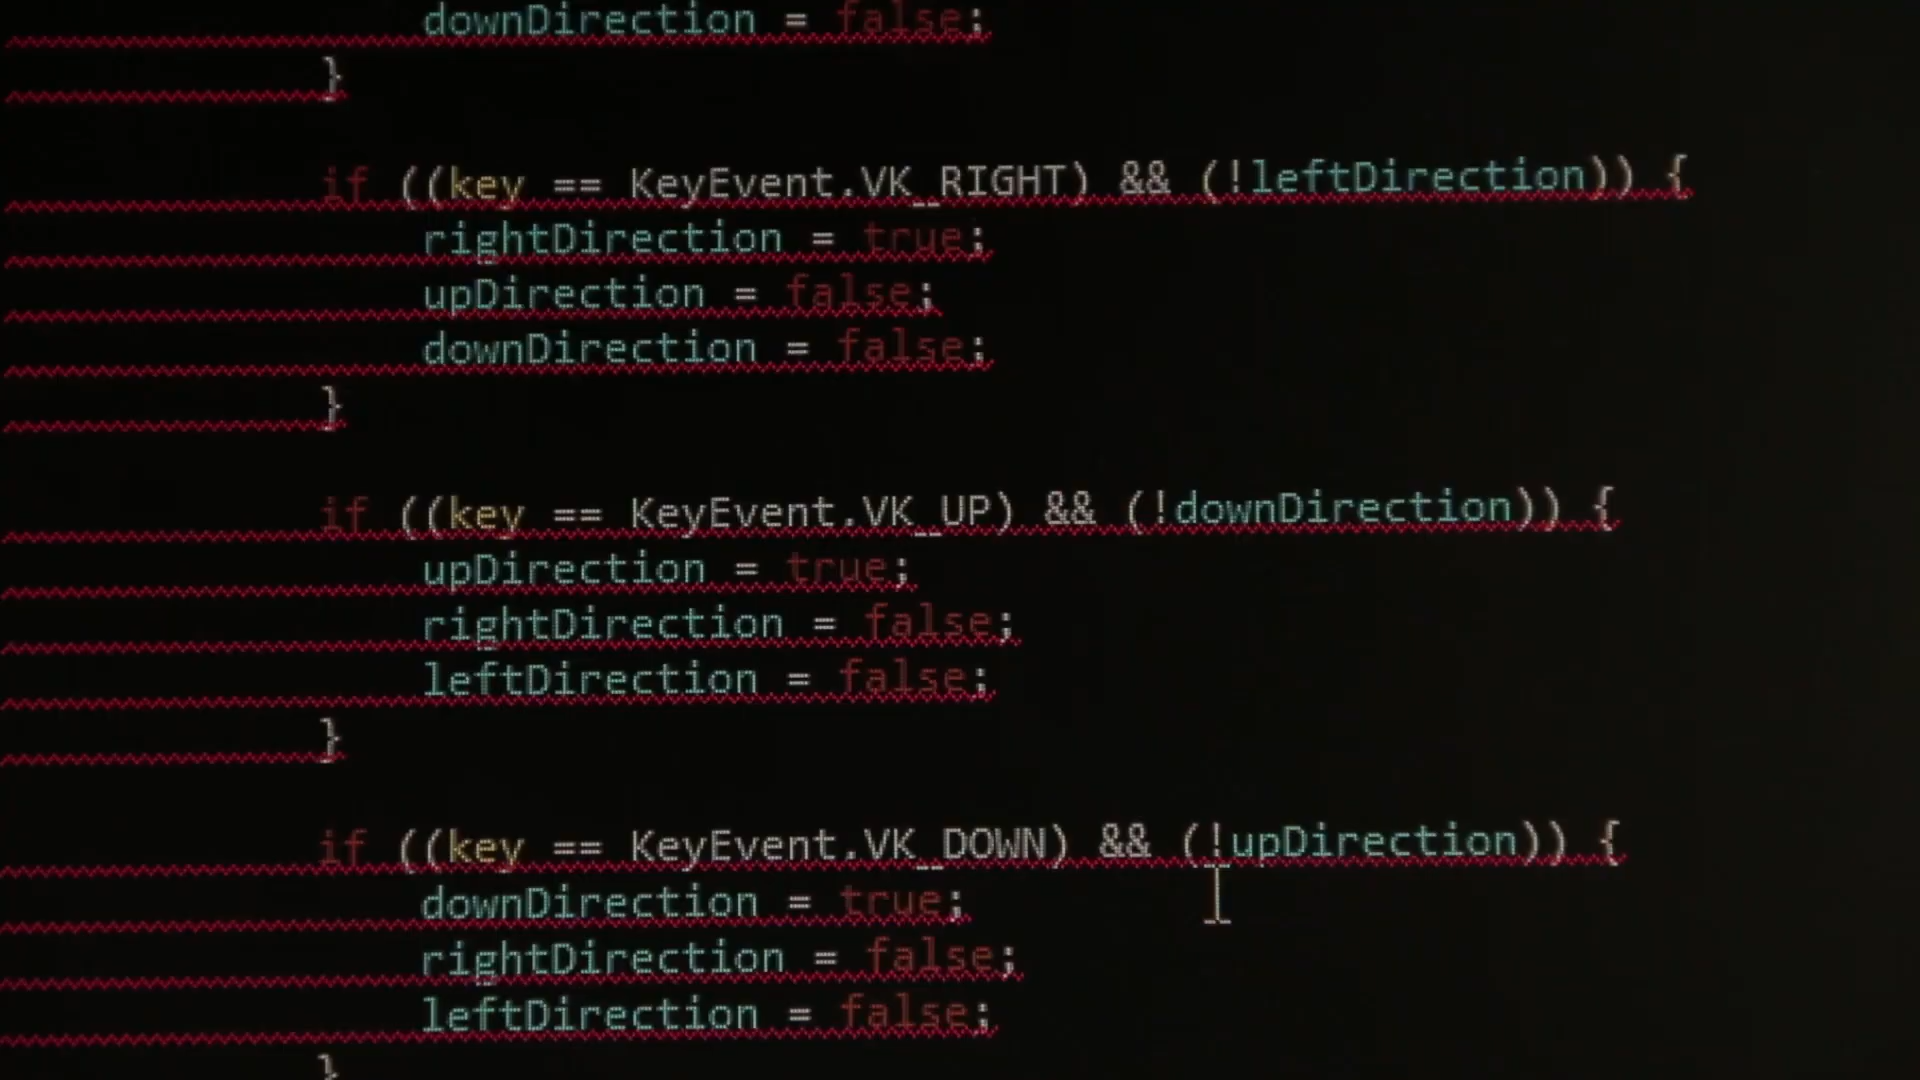 downDirection = false;
}
if ((key == KeyEvent.VK_RIGHT) && (!leftDirection)) {
rightDirection = true;
upDirection = false;
downDirection = false;
}
if ((key == KeyEvent.VK_UP) && (!downDirection)) {
upDirection = true;
rightDirection = false;
leftDirection = false;
}
if ((key == KeyEvent.VK_DOWN) && (!upDirection)) {
downDirection = true;
rightDirection = false;
leftDirection = false;
}